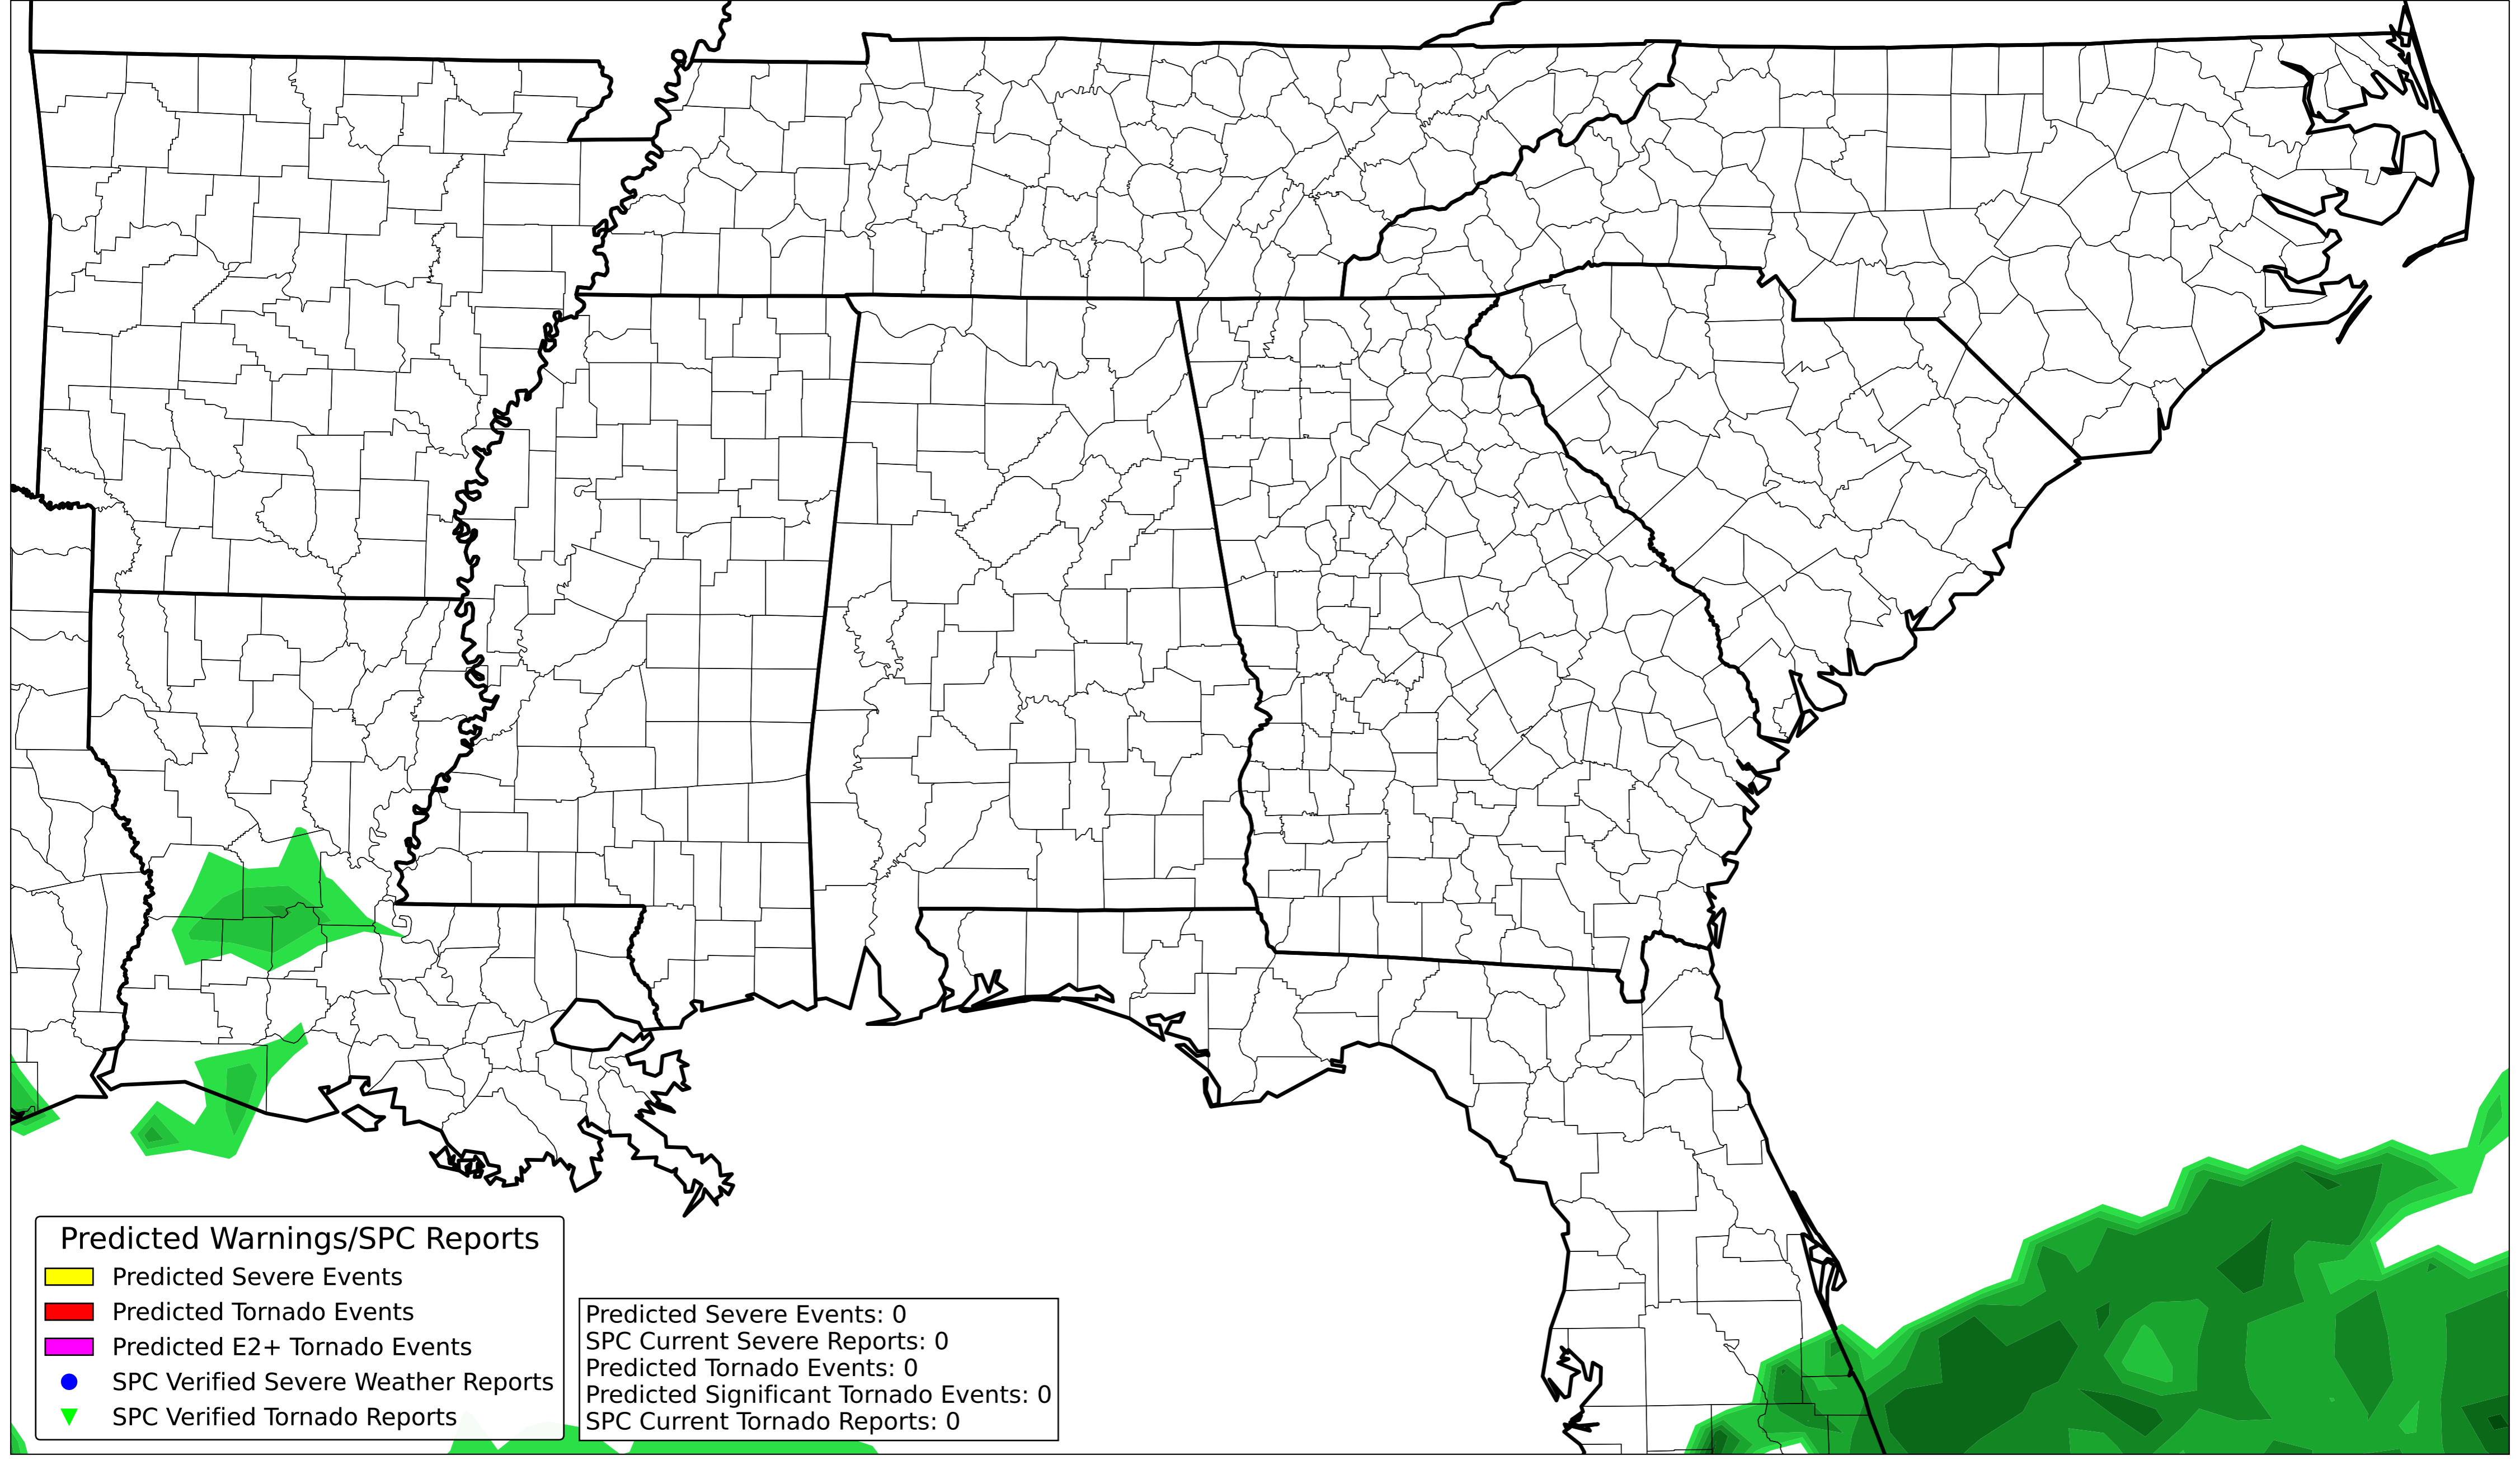 Predicted Warnings/SPC Reports
Predicted Severe Events
Predicted Tornado Events
Predicted E2+ Tornado Events
SPC Verified Severe Weather Reports
SPC Verified Tornado Reports
Predicted Severe Events: 0
SPC Current Severe Reports: 0
Predicted Tornado Events: 0
Predicted Significant Tornado Events: 0
SPC Current Tornado Reports: 0